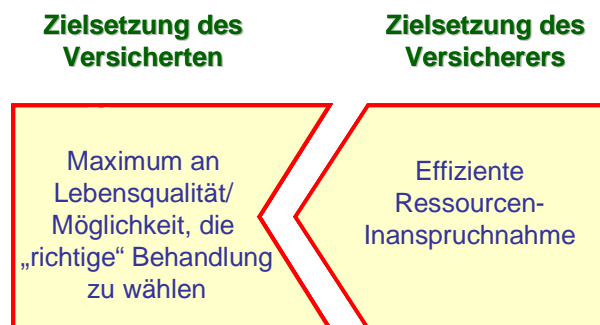 Zielsetzung des
Versicherten
Zielsetzung des
Versicherers
Maximum an
Lebensqualität/
Möglichkeit, die
„richtige“ Behandlung
zu wählen
Effiziente
Ressourcen-
Inanspruchnahme